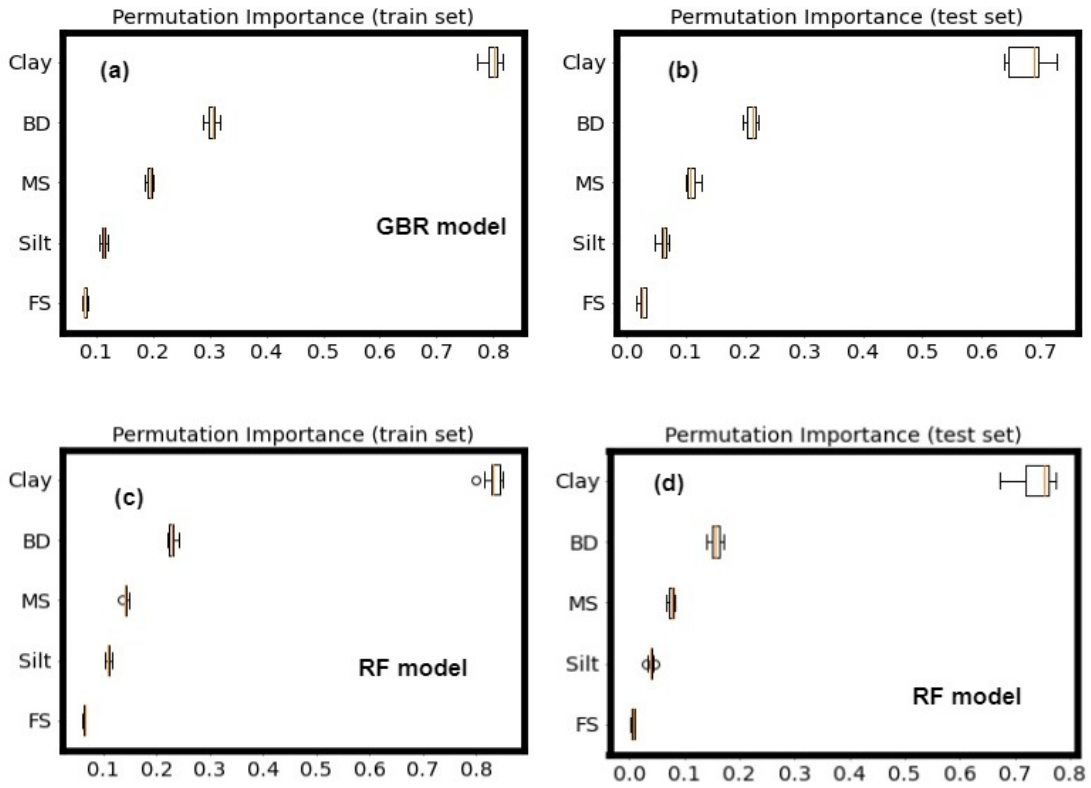 Permutation Importance (train set)
Clay
(a)
BD
MS
GBR model
Silt
FS
0.1 0.2 0.3 0.4 0.5 0.6 0.7 0.8
Permutation Importance (test set)
Clay
(b)
BD
MS
Silt
FS
0.0 0.1 0.2 0.3 0.4 0.5 0.6 0.7
Permutation Importance (train set)
Clay
(c)
BD
MS
Silt
RF model
FS
0.1 0.2 0.3 0.4 0.5 0.6 0.7 0.8
Permutation Importance (test set)
Clay
(d)
BD
MS
Silt
RF model
FS
0.0 0.1 0.2 0.3 0.4 0.5 0.6 0.7 0.8